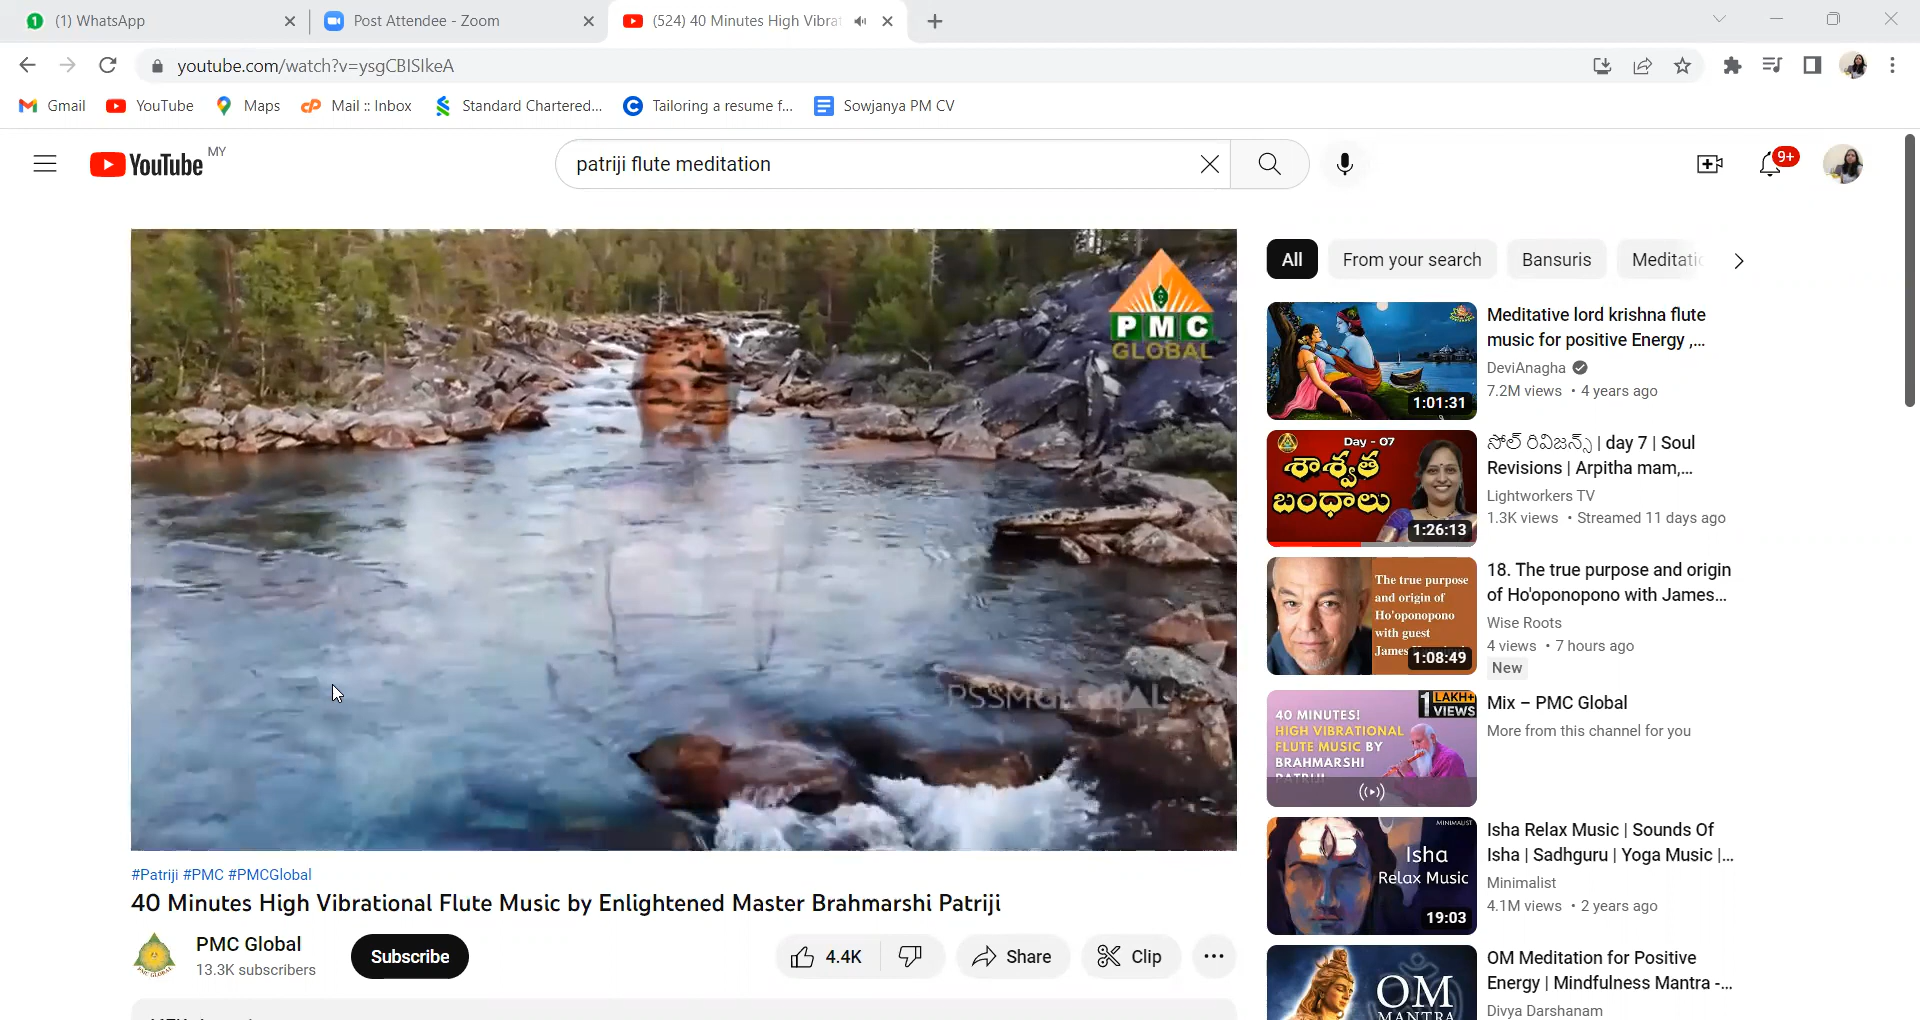 (1) WhatsApp
Post Attendee - Zoom
(524) 40 Minutes High Vibra
youtube.com/watch?v=ysgCBISIkeA
Gmail
YouTube
Maps
Mail :: Inbox
Standard Chartered...
Tailoring a resume f...
Sowjanya PM CV
YouTube MY
patriji flute meditation
9+
PMC
GLOBAL
All
From your search
Bansuris
Meditatic
1:01:31
Meditative lord krishna flute
music for positive Energy ,...
DeviAnagha
7.2M views • 4 years ago
Day - 07
శాశ్వత
బంధాలు
1:26:13
సోల్ రివిజన్స్ | day 7 | Soul
Revisions | Arpitha mam,...
Lightworkers TV
1.3K views • Streamed 11 days ago
The true purpose
and origin of
Ho'oponopono
with guest
James
1:08:49
18. The true purpose and origin
of Ho'oponopono with James...
Wise Roots
4 views • 7 hours ago
New
1 LAKH+
VIEWS
40 MINUTES!
HIGH VIBRATIONAL
FLUTE MUSIC BY
BRAHMARSHI
PATRIJI
Mix – PMC Global
More from this channel for you
MINIMALIST
Isha
Relax Music
19:03
Isha Relax Music | Sounds Of
Isha | Sadhguru | Yoga Music |...
Minimalist
4.1M views • 2 years ago
OM
MANTRA
OM Meditation for Positive
Energy | Mindfulness Mantra -...
Divya Darshanam
#Patriji #PMC #PMCGlobal
40 Minutes High Vibrational Flute Music by Enlightened Master Brahmarshi Patriji
PMC Global
13.3K subscribers
Subscribe
4.4K
Share
Clip